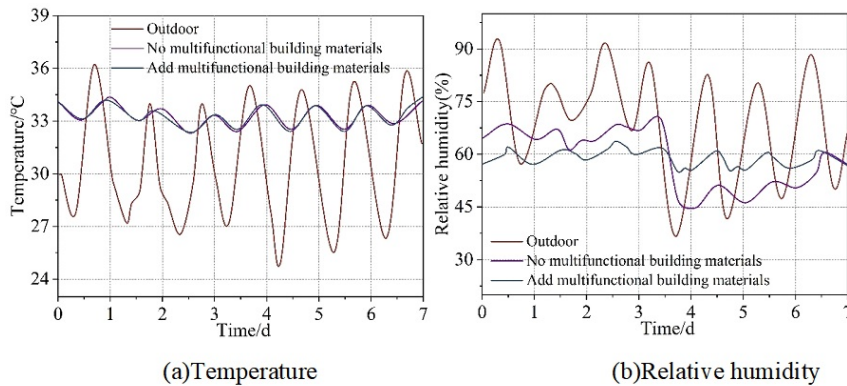 39
36
33
30
27
24
Temperature/°C
Outdoor
No multifunctional building materials
Add multifunctional building materials
0 1 2 3 4 5 6 7
Time/d
(a)Temperature
90
75
60
45
30
Relative humidity(%)
Outdoor
No multifunctional building materials
Add multifunctional building materials
0 1 2 3 4 5 6 7
Time/d
(b)Relative humidity